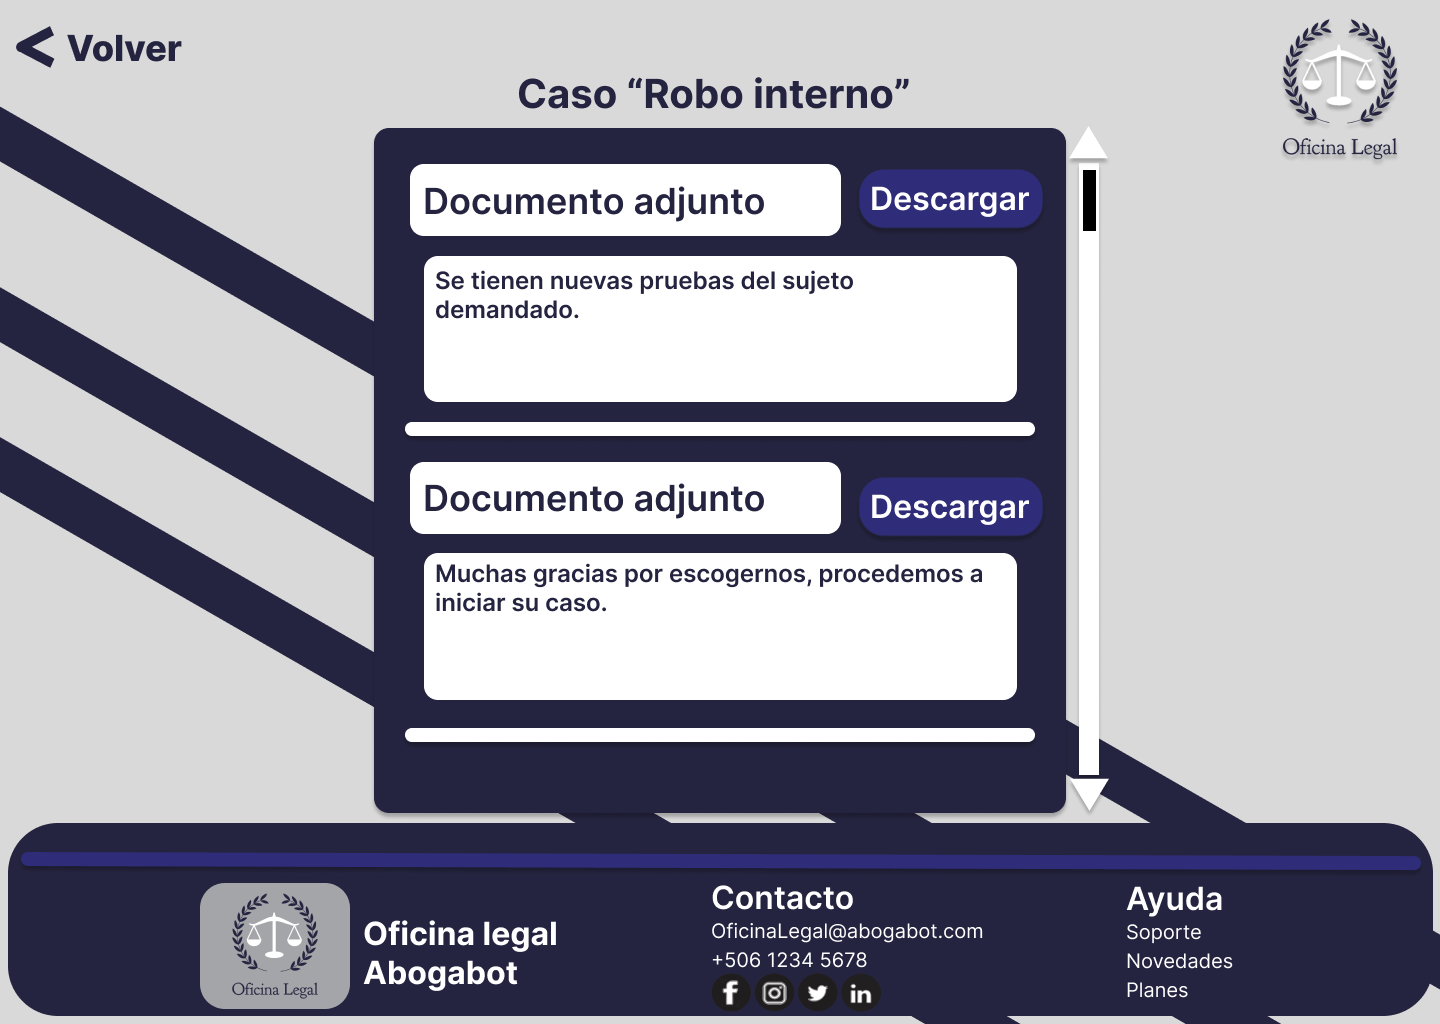 Volver
Caso “Robo interno”
Oficina Legal
Documento adjunto
Descargar
Se tienen nuevas pruebas del sujeto
demandado.
Documento adjunto
Descargar
Muchas gracias por escogernos, procedemos a
iniciar su caso.
Oficina Legal
Oficina legal
Abogabot
Contacto
OficinaLegal@abogabot.com
+506 1234 5678
Ayuda
Soporte
Novedades
Planes